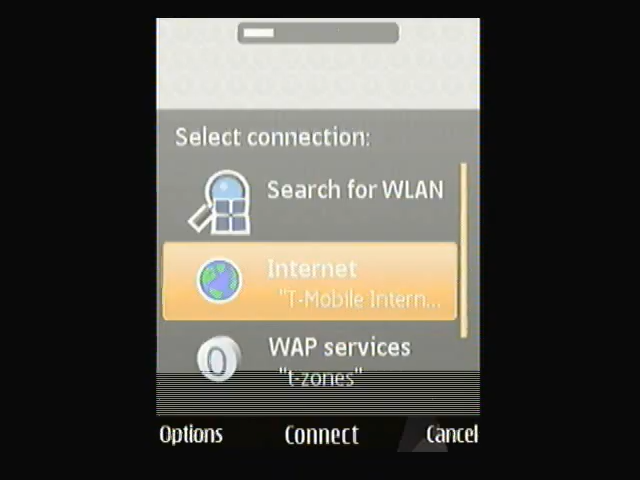 Select connection:
Search for WLAN
Internet
"T-Mobile Intern...
WAP services
"t-zones"
Options Connect Cancel